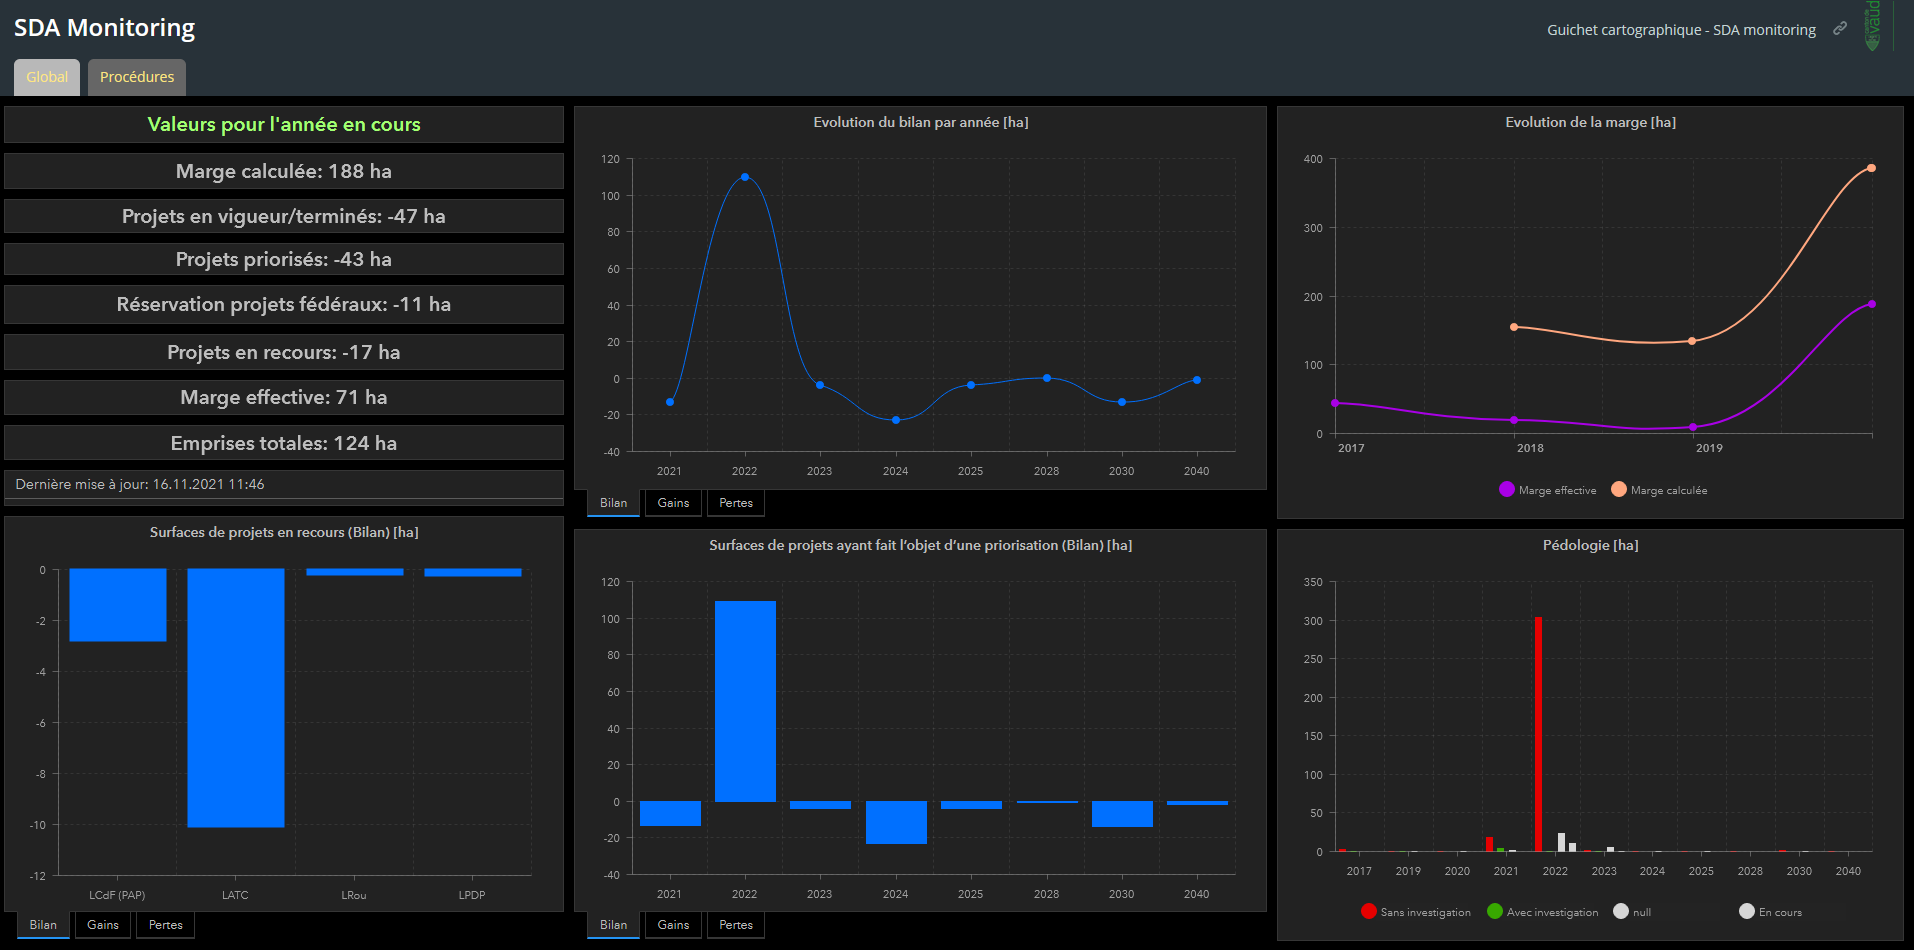 SDA Monitoring
Guichet cartographique - SDA monitoring
vaud
Global
Procédures
Valeurs pour l'année en cours
Marge calculée: 188 ha
Projets en vigueur/terminés: -47 ha
Projets priorisés: -43 ha
Réservation projets fédéraux: -11 ha
Projets en recours: -17 ha
Marge effective: 71 ha
Emprises totales: 124 ha
Dernière mise à jour: 16.11.2021 11:46
Evolution du bilan par année [ha]
120
100
80
60
40
20
0
-20
-40
2021 2022 2023 2024 2025 2028 2030 2040
Bilan Gains Pertes
Evolution de la marge [ha]
400
300
200
100
0
2017 2018 2019
Marge effective Marge calculée
Surfaces de projets en recours (Bilan) [ha]
0
-2
-4
-6
-8
-10
-12
LCdF (PAP) LATC LRou LPDP
Bilan Gains Pertes
Surfaces de projets ayant fait l’objet d’une priorisation (Bilan) [ha]
120
100
80
60
40
20
0
-20
-40
2021 2022 2023 2024 2025 2028 2030 2040
Bilan Gains Pertes
Pédologie [ha]
350
300
250
200
150
100
50
0
2017 2019 2020 2021 2022 2023 2024 2025 2028 2030 2040
Sans investigation Avec investigation null En cours